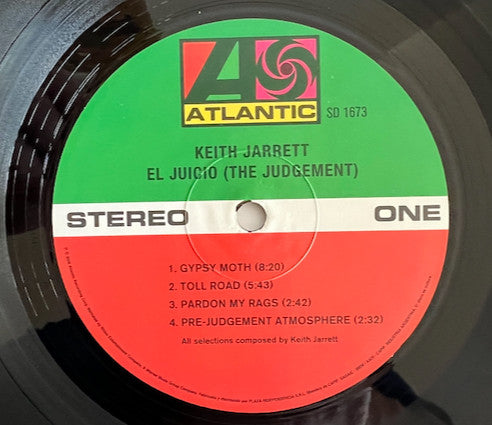 ATLANTIC
SD 1673
KEITH JARRETT
EL JUICIO (THE JUDGEMENT)
STEREO ONE
1. GYPSY MOTH (8:20)
2. TOLL ROAD (5:43)
3. PARDON MY RAGS (2:42)
4. PRE-JUDGEMENT ATMOSPHERE (2:32)
All selections composed by Keith Jarrett